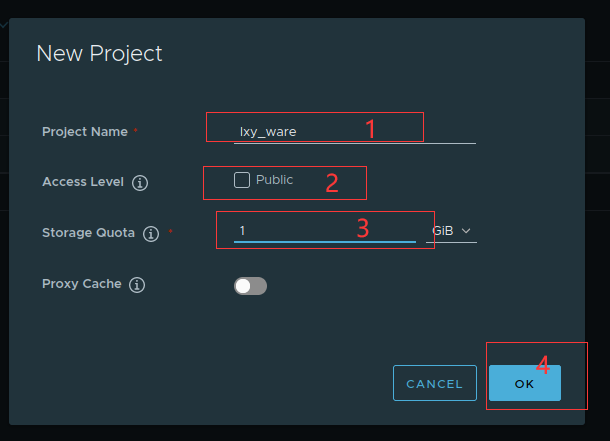 New Project
Project Name * lxy_ware 1
Access Level Public 2
Storage Quota * 1 3 GiB
Proxy Cache
4
CANCEL OK